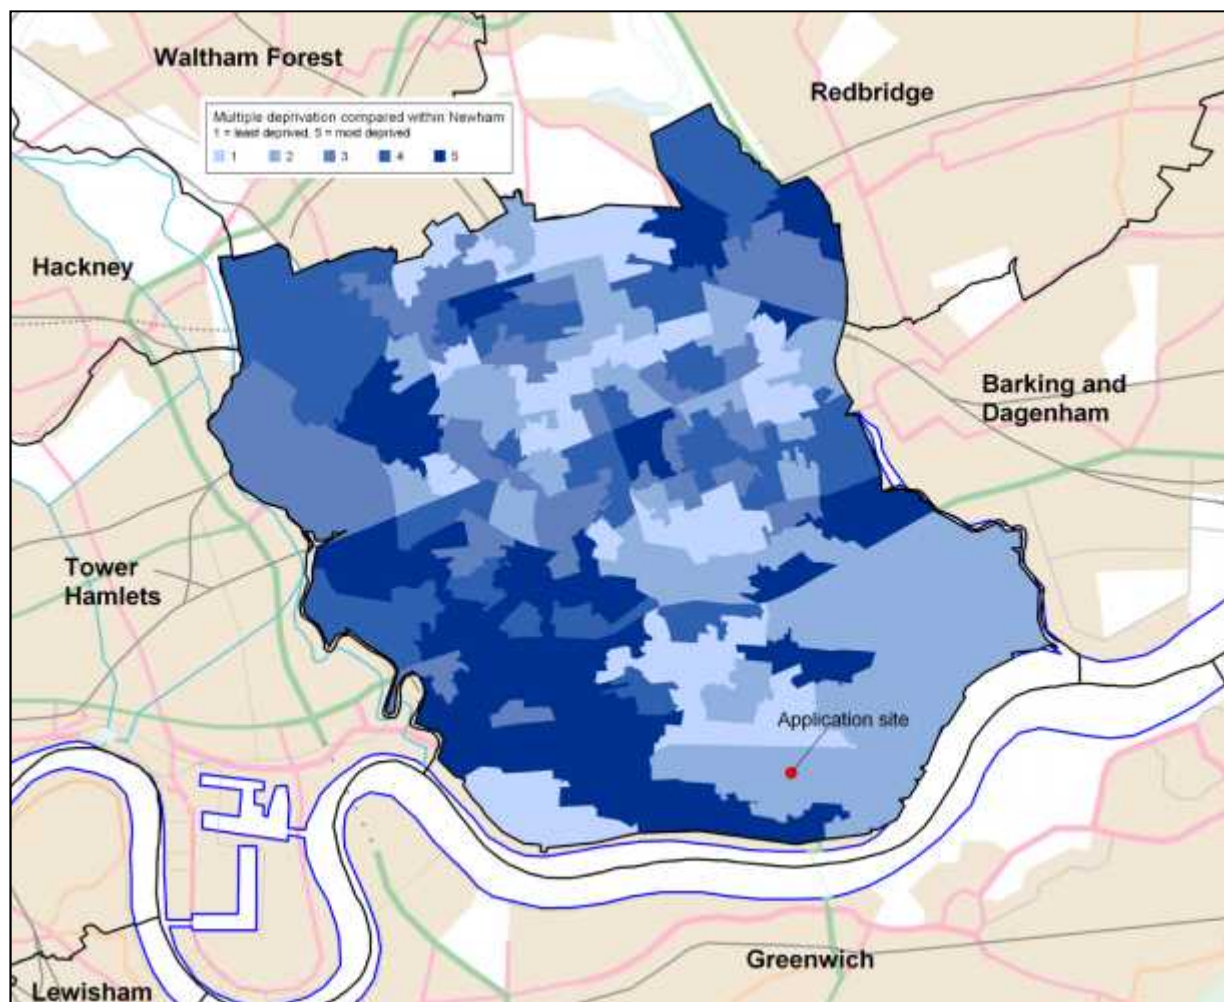 Waltham Forest
Redbridge
Multiple deprivation compared within Newham
1 = least deprived, 5 = most deprived
1 2 3 4 5
Hackney
Barking and
Dagenham
Tower
Hamlets
Application site
Greenwich
Lewisham